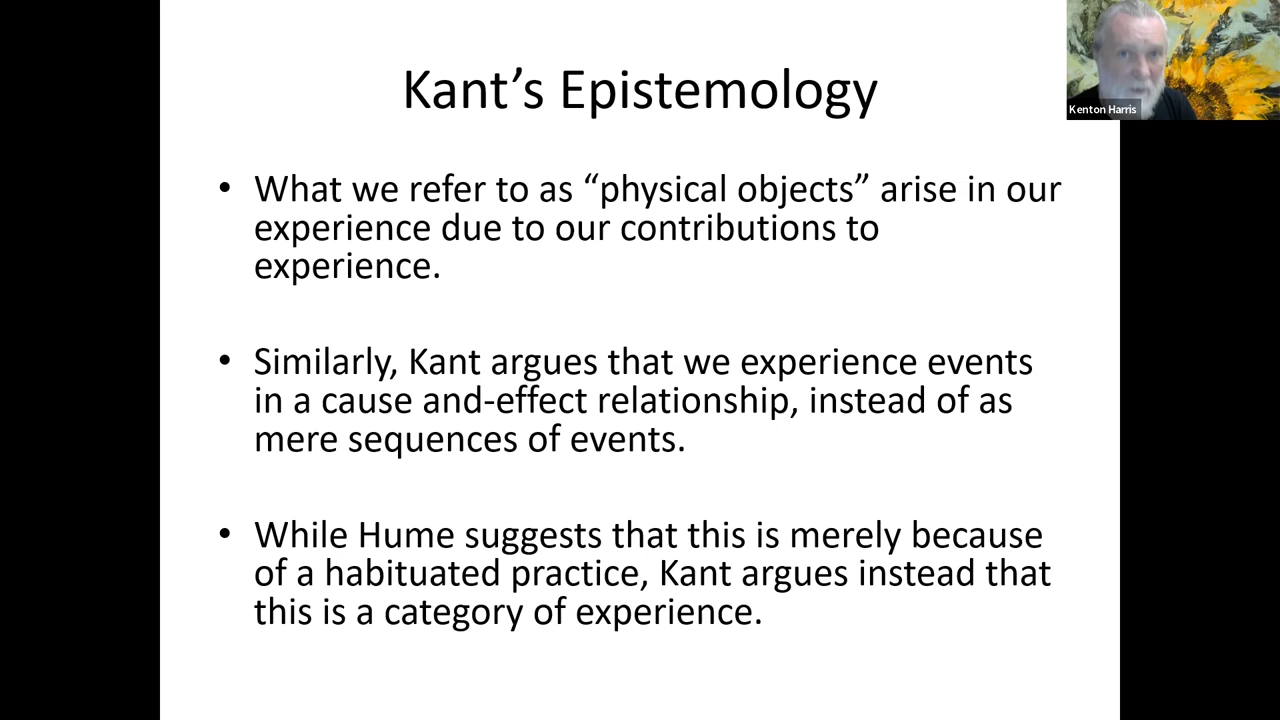 Kant’s Epistemology
Kenton Harris
• What we refer to as “physical objects” arise in our
experience due to our contributions to
experience.
• Similarly, Kant argues that we experience events
in a cause and-effect relationship, instead of as
mere sequences of events.
• While Hume suggests that this is merely because
of a habituated practice, Kant argues instead that
this is a category of experience.